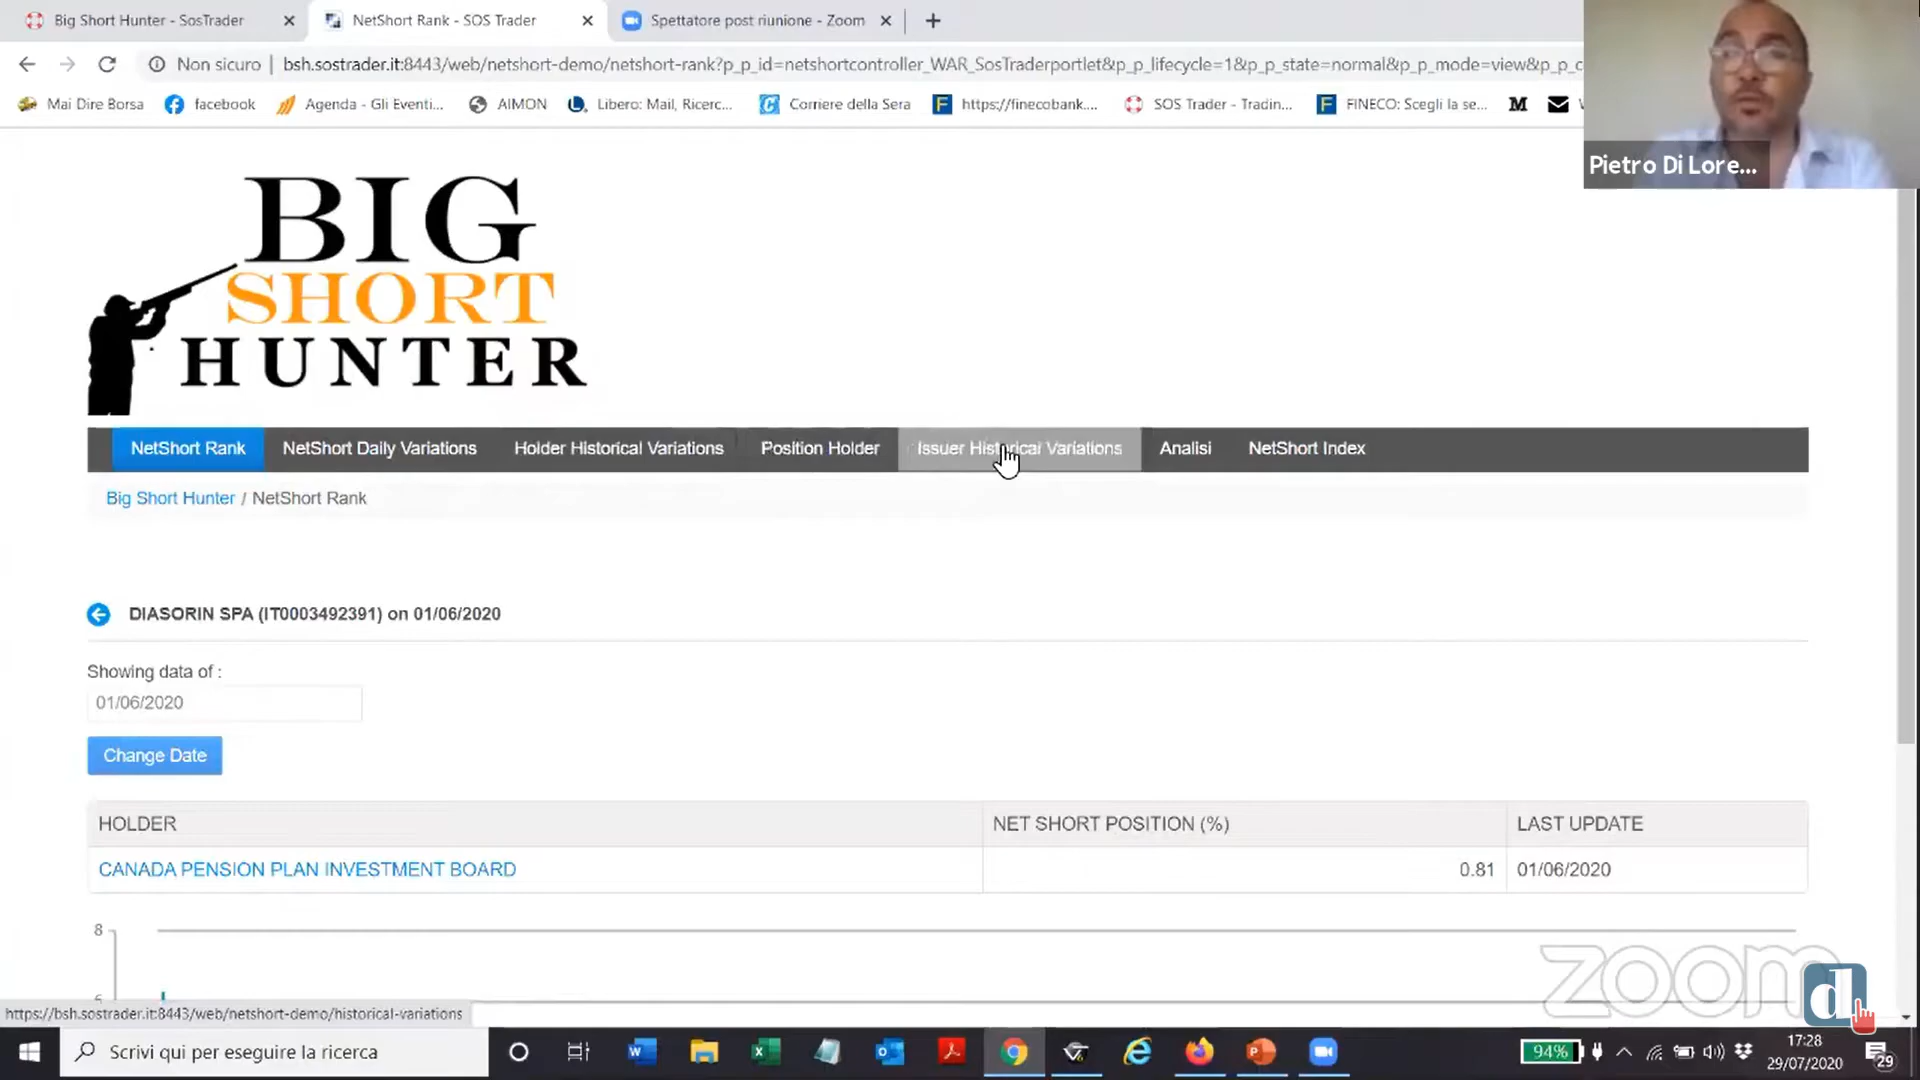 Big Short Hunter - SosTrader
NetShort Rank - SOS Trader
Spettatore post riunione - Zoom
Non sicuro
bsh.sostrader.it:8443/web/netshort-demo/netshort-rank?p_p_id=netshortcontroller_WAR_SosTraderportlet&p_p_lifecycle=1&p_p_state=normal&p_p_mode=view&p_p_c
Mai Dire Borsa
facebook
Agenda - Gli Eventi...
AIMON
Libero: Mail, Ricerc...
Corriere della Sera
https://finecobank....
SOS Trader - Tradin...
FINECO: Scegli la se...
Pietro Di Lore...
BIG
SHORT
HUNTER
NetShort Rank
NetShort Daily Variations
Holder Historical Variations
Position Holder
Issuer Historical Variations
Analisi
NetShort Index
Big Short Hunter / NetShort Rank
DIASORIN SPA (IT0003492391) on 01/06/2020
Showing data of :
01/06/2020
Change Date
HOLDER
NET SHORT POSITION (%)
LAST UPDATE
CANADA PENSION PLAN INVESTMENT BOARD
0.81
01/06/2020
8
6
zoom
d
https://bsh.sostrader.it:8443/web/netshort-demo/historical-variations
Scrivi qui per eseguire la ricerca
94%
17:28
29/07/2020
29